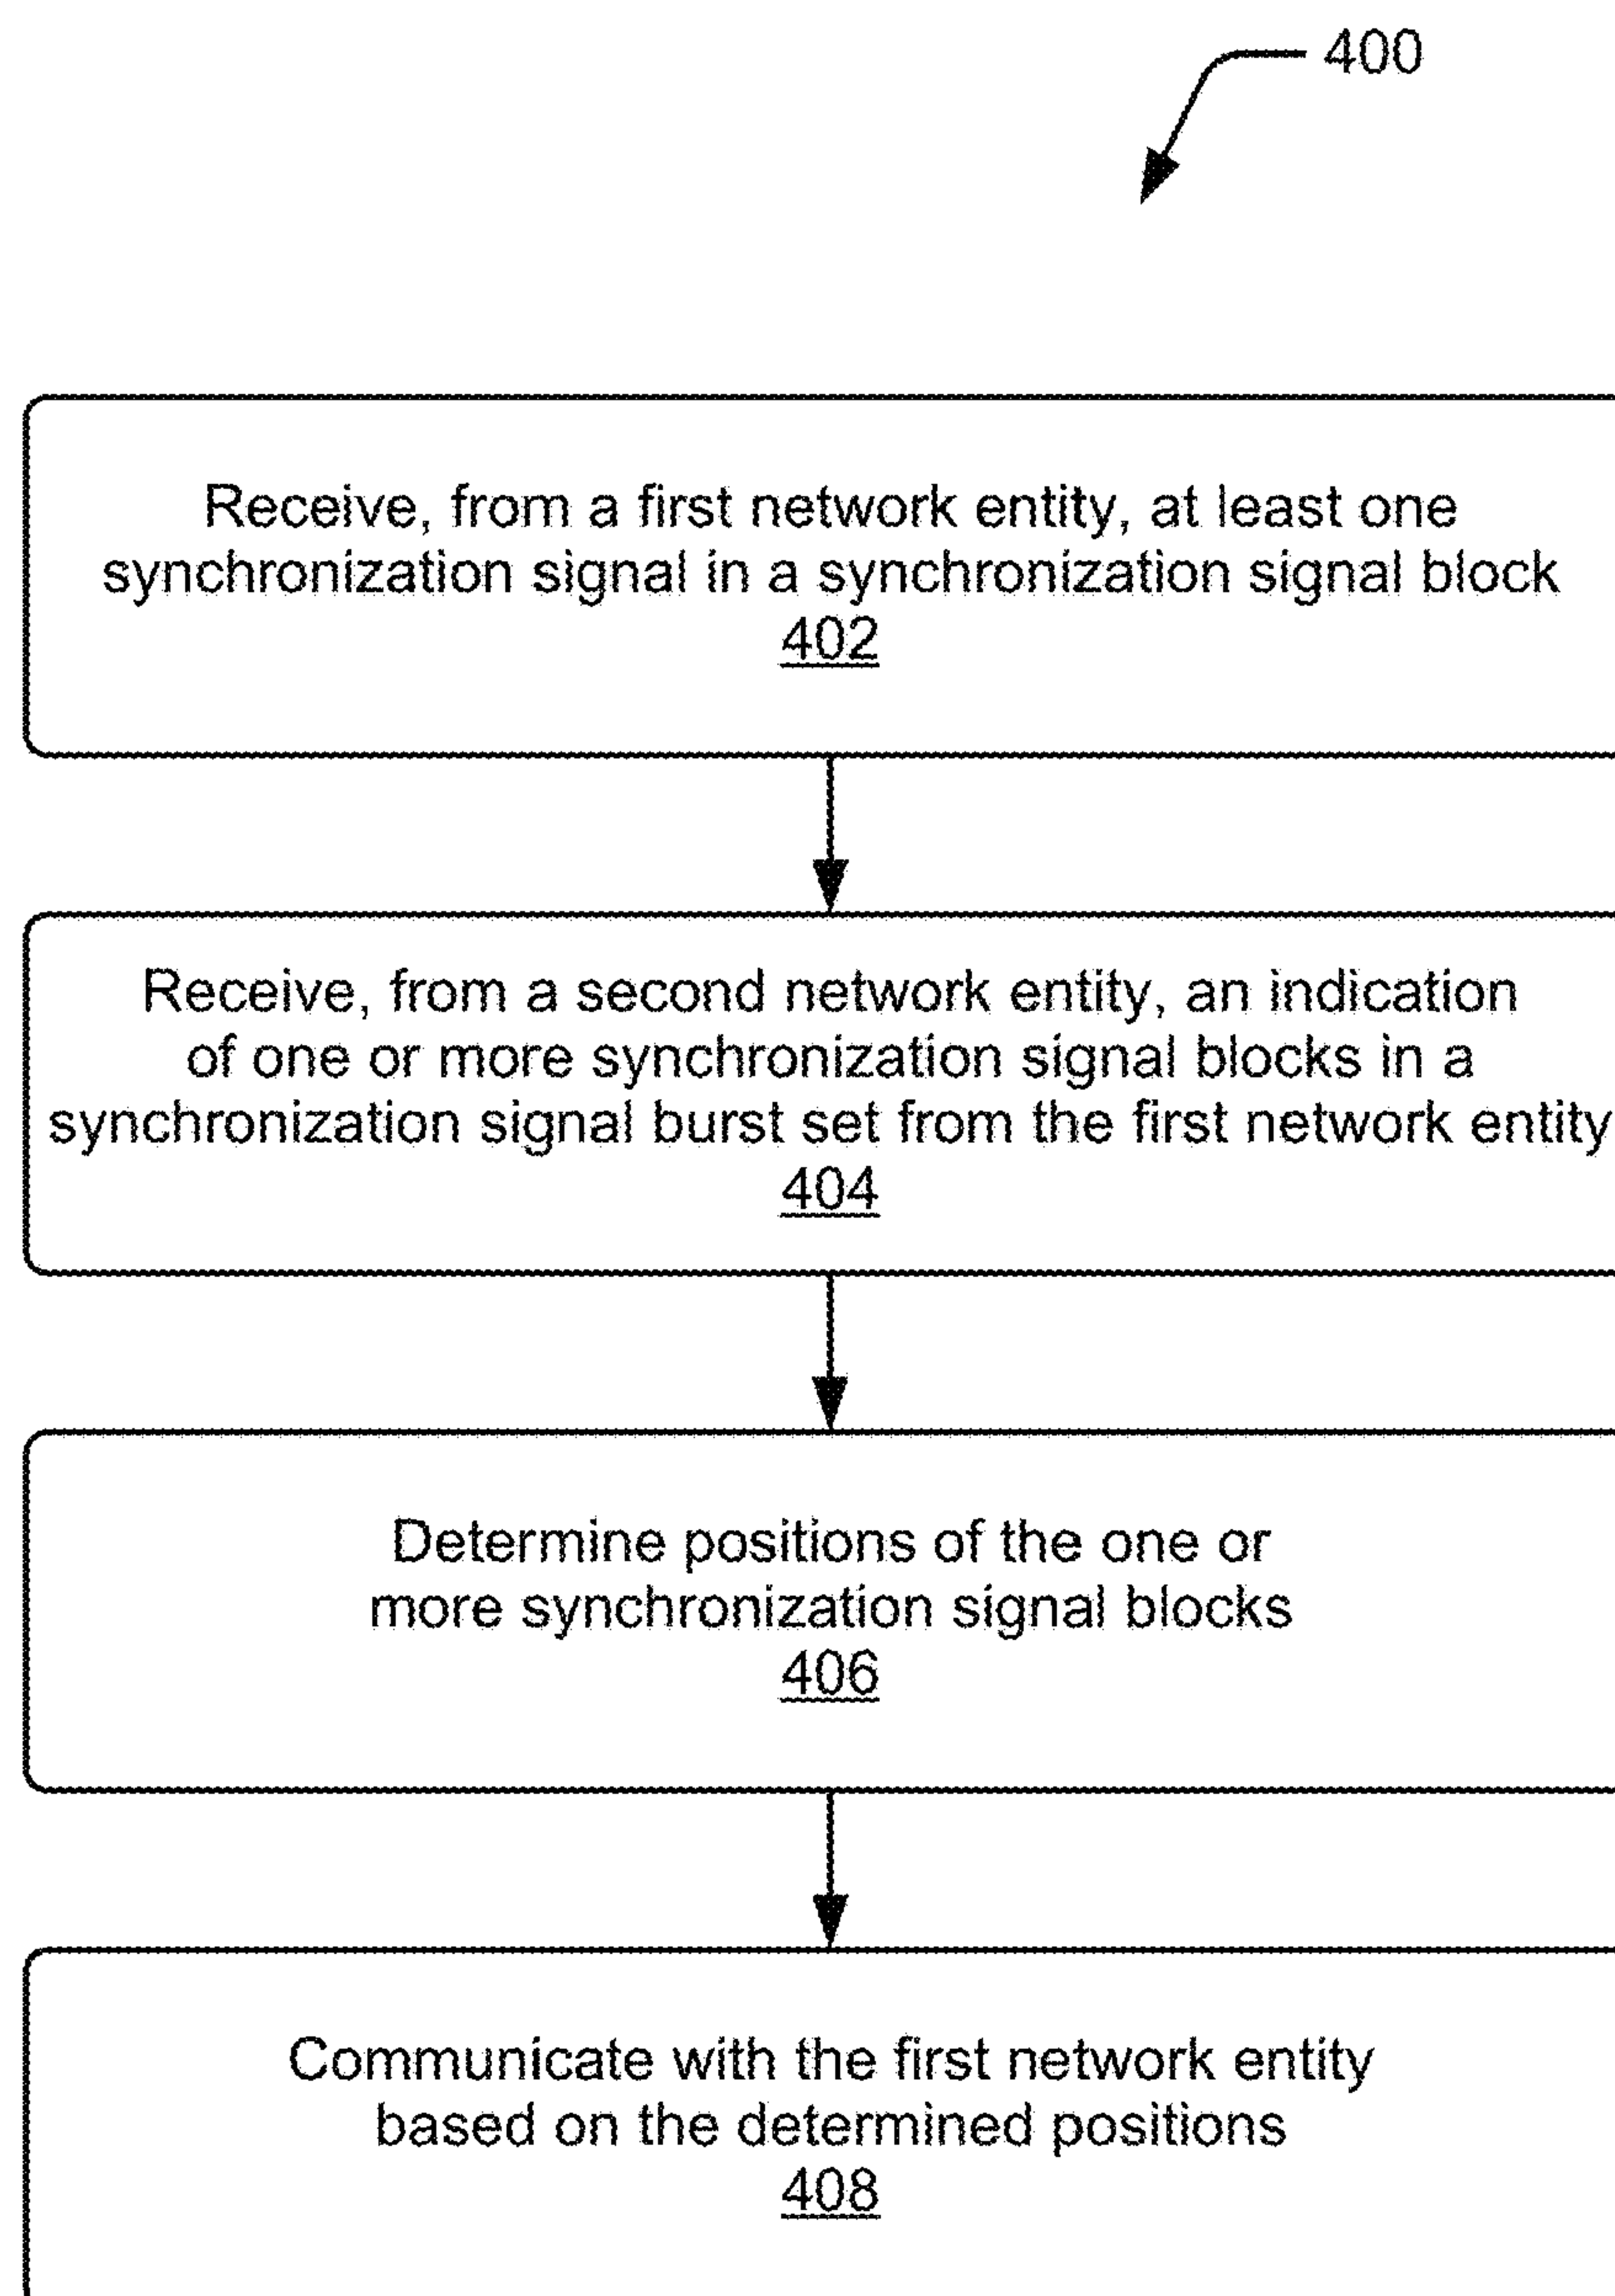 400
Receive, from a first network entity, at least one
synchronization signal in a synchronization signal block
402
Receive, from a second network entity, an indication
of one or more synchronization signal blocks in a
synchronization signal burst set from the first network entity
404
Determine positions of the one or
more synchronization signal blocks
406
Communicate with the first network entity
based on the determined positions
408